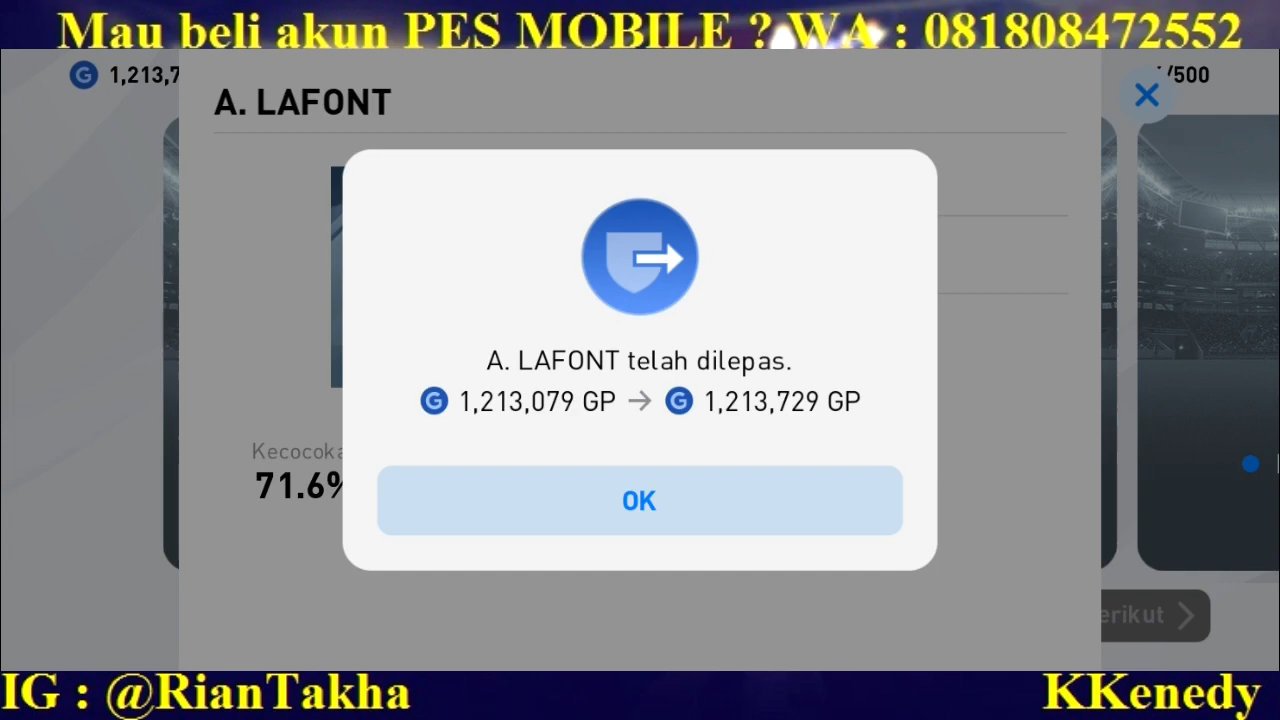 Mau beli akun PES MOBILE ? WA : 081808472552
G 1,213,7
/500
A. LAFONT
A. LAFONT telah dilepas.
G 1,213,079 GP → G 1,213,729 GP
Kecocoka
71.6%
OK
erikut
IG : @RianTakha
KKenedy